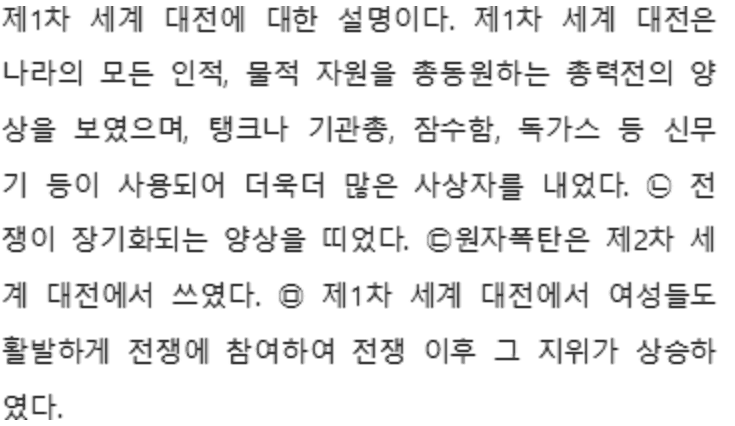 제1차 세계 대전에 대한 설명이다. 제1차 세계 대전은
나라의 모든 인적, 물적 자원을 총동원하는 총력전의 양
상을 보였으며, 탱크나 기관총, 잠수함, 독가스 등 신무
기 등이 사용되어 더욱더 많은 사상자를 내었다. ㉡ 전
쟁이 장기화되는 양상을 띠었다. ㉢원자폭탄은 제2차 세
계 대전에서 쓰였다. ㉤ 제1차 세계 대전에서 여성들도
활발하게 전쟁에 참여하여 전쟁 이후 그 지위가 상승하
였다.